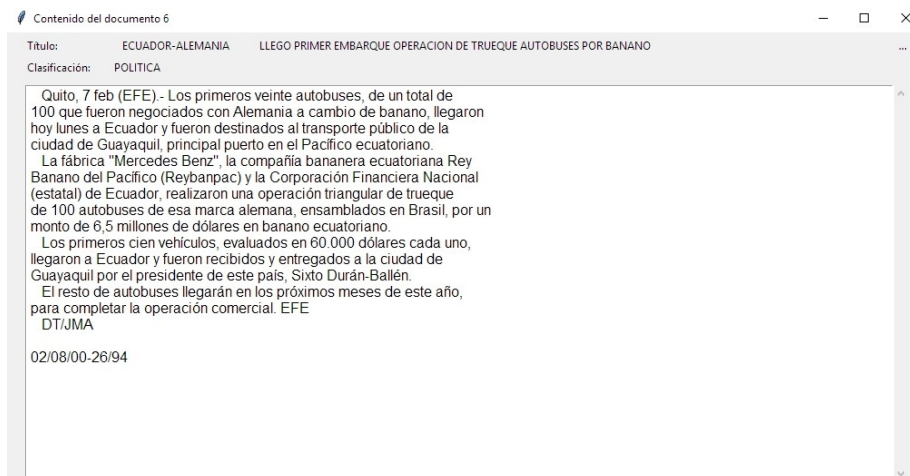 Contenido del documento 6
Título: ECUADOR-ALEMANIA LLEGO PRIMER EMBARQUE OPERACION DE TRUEQUE AUTOBUSES POR BANANO ...
Clasificación: POLITICA
Quito, 7 feb (EFE).- Los primeros veinte autobuses, de un total de
100 que fueron negociados con Alemania a cambio de banano, llegaron
hoy lunes a Ecuador y fueron destinados al transporte público de la
ciudad de Guayaquil, principal puerto en el Pacífico ecuatoriano.
La fábrica "Mercedes Benz", la compañía bananera ecuatoriana Rey
Banano del Pacífico (Reybanpac) y la Corporación Financiera Nacional
(estatal) de Ecuador, realizaron una operación triangular de trueque
de 100 autobuses de esa marca alemana, ensamblados en Brasil, por un
monto de 6,5 millones de dólares en banano ecuatoriano.
Los primeros cien vehículos, evaluados en 60.000 dólares cada uno,
llegaron a Ecuador y fueron recibidos y entregados a la ciudad de
Guayaquil por el presidente de este país, Sixto Durán-Ballén.
El resto de autobuses llegarán en los próximos meses de este año,
para completar la operación comercial. EFE
DT/JMA
02/08/00-26/94